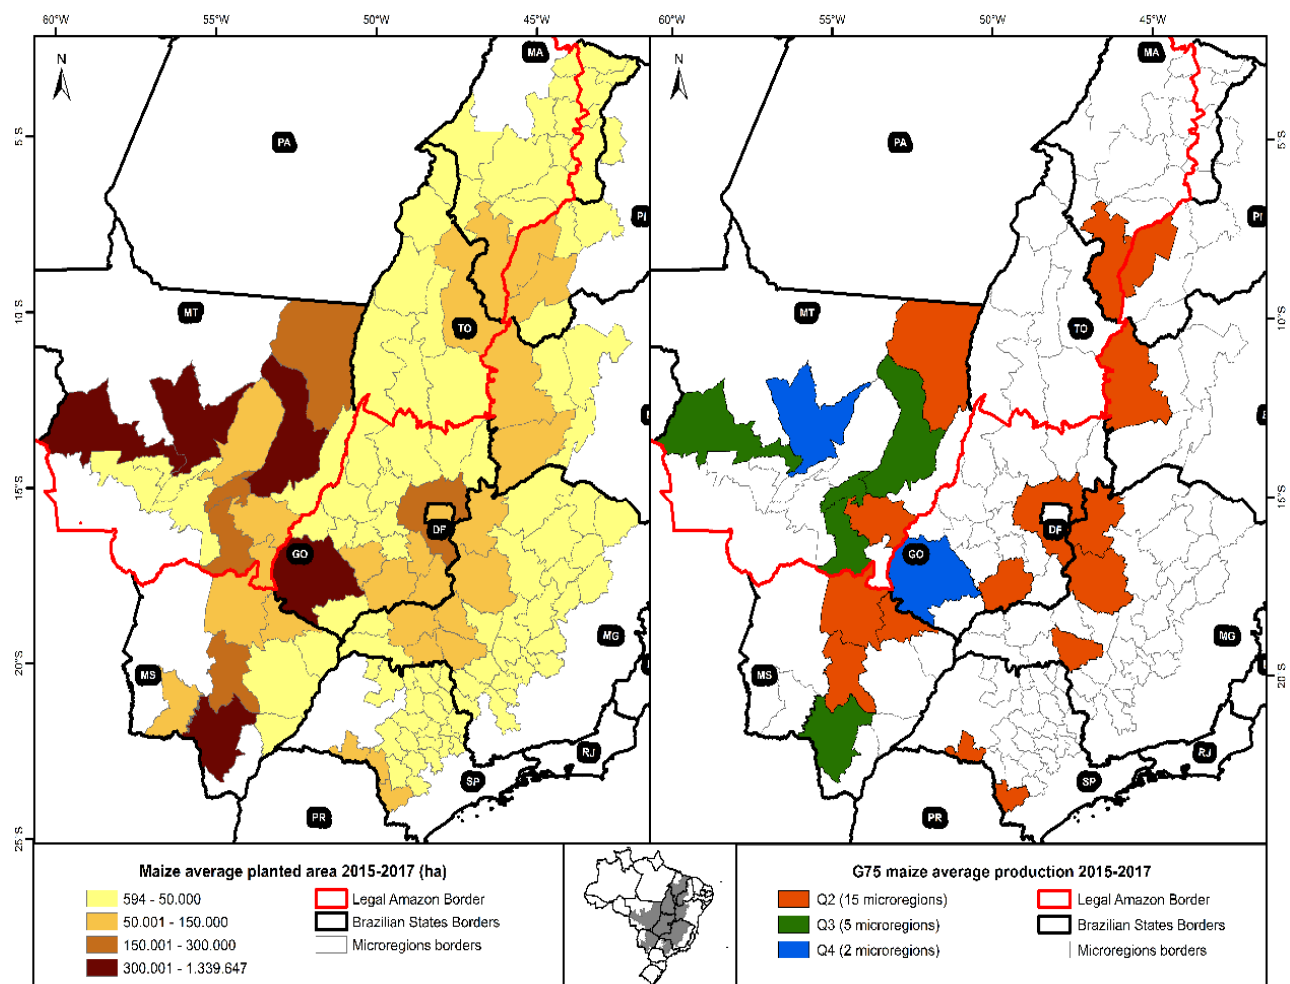 60°W 55°W 50°W 45°W 60°W 55°W 50°W 45°W
N
MA
PA
PI
MT
TO
DF
GO
MG
MS
RJ
SP
PR
5°S
10°S
15°S
20°S
25°S
N
MA
PA
PI
MT
TO
DF
GO
MG
MS
RJ
SP
PR
5°S
10°S
15°S
20°S
Maize average planted area 2015-2017 (ha)
594 - 50.000
50.001 - 150.000
150.001 - 300.000
300.001 - 1.339.647
Legal Amazon Border
Brazilian States Borders
Microregions borders
G75 maize average production 2015-2017
Q2 (15 microregions)
Q3 (5 microregions)
Q4 (2 microregions)
Legal Amazon Border
Brazilian States Borders
Microregions borders